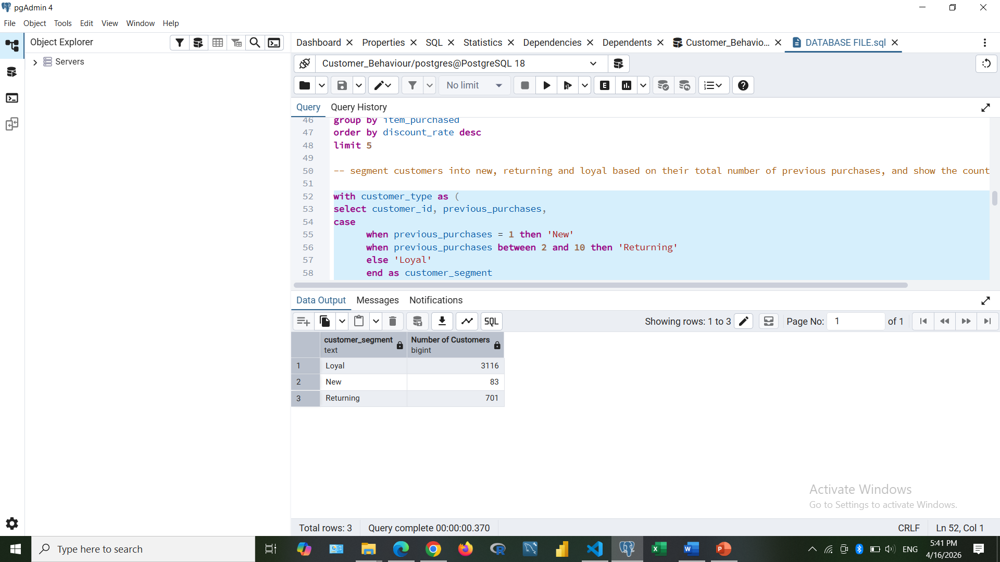 pgAdmin 4
File Object Tools Edit View Window Help
Object Explorer
Servers
Dashboard Properties SQL Statistics Dependencies Dependents Customer_Behavio... DATABASE FILE.sql
Customer_Behaviour/postgres@PostgreSQL 18
No limit
E
Query Query History
46 group by item_purchased
47 order by discount_rate desc
48 limit 5
49
50 -- segment customers into new, returning and loyal based on their total number of previous purchases, and show the count
51
52 with customer_type as (
53 select customer_id, previous_purchases,
54 case
55 when previous_purchases = 1 then 'New'
56 when previous_purchases between 2 and 10 then 'Returning'
57 else 'Loyal'
58 end as customer_segment
Data Output Messages Notifications
SQL Showing rows: 1 to 3 Page No: 1 of 1
customer_segment Number of Customers
text bigint
1 Loyal 3116
2 New 83
3 Returning 701
Activate Windows
Go to Settings to activate Windows.
Total rows: 3 Query complete 00:00:00.370 CRLF Ln 52, Col 1
Type here to search
ENG
5:41 PM
4/16/2026